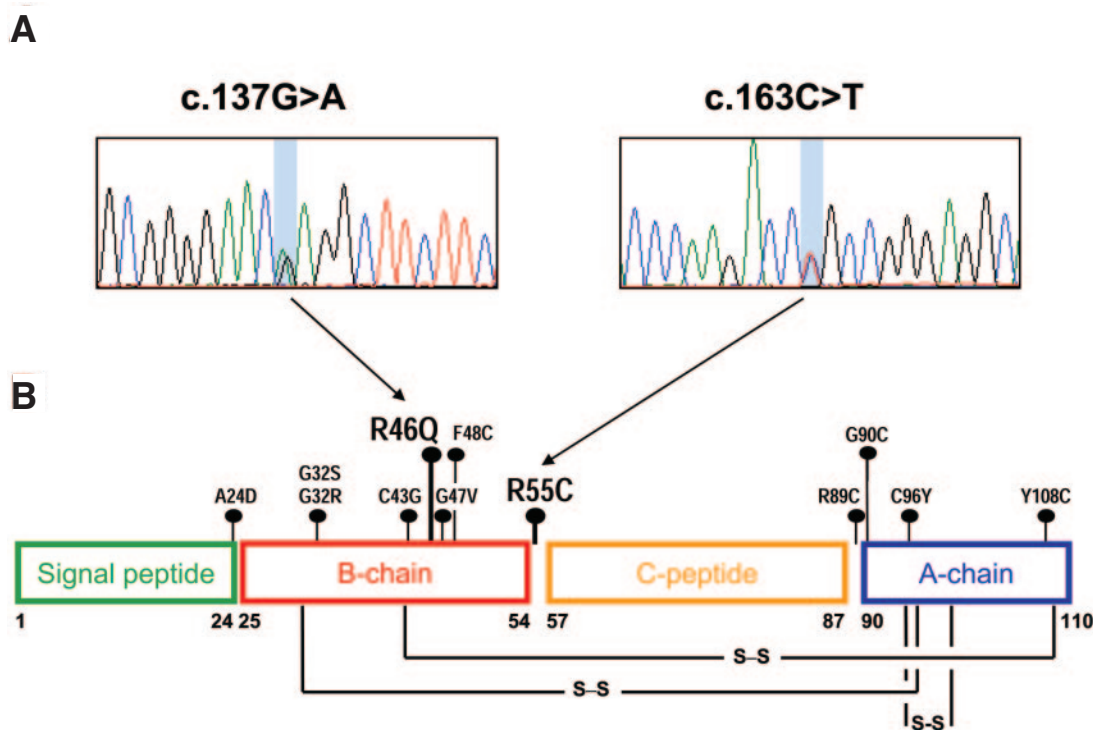 A
c.137G>A
c.163C>T
B
R46Q
F48C
G90C
G32S
G32R
A24D
C43G
G47V
R55C
R89C
C96Y
Y108C
Signal peptide
B-chain
C-peptide
A-chain
1
24
25
54
57
87
90
110
S–S
S–S
S-S